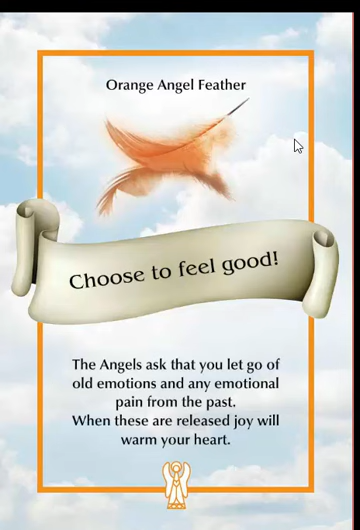 Orange Angel Feather
Choose to feel good!
The Angels ask that you let go of
old emotions and any emotional
pain from the past.
When these are released joy will
warm your heart.